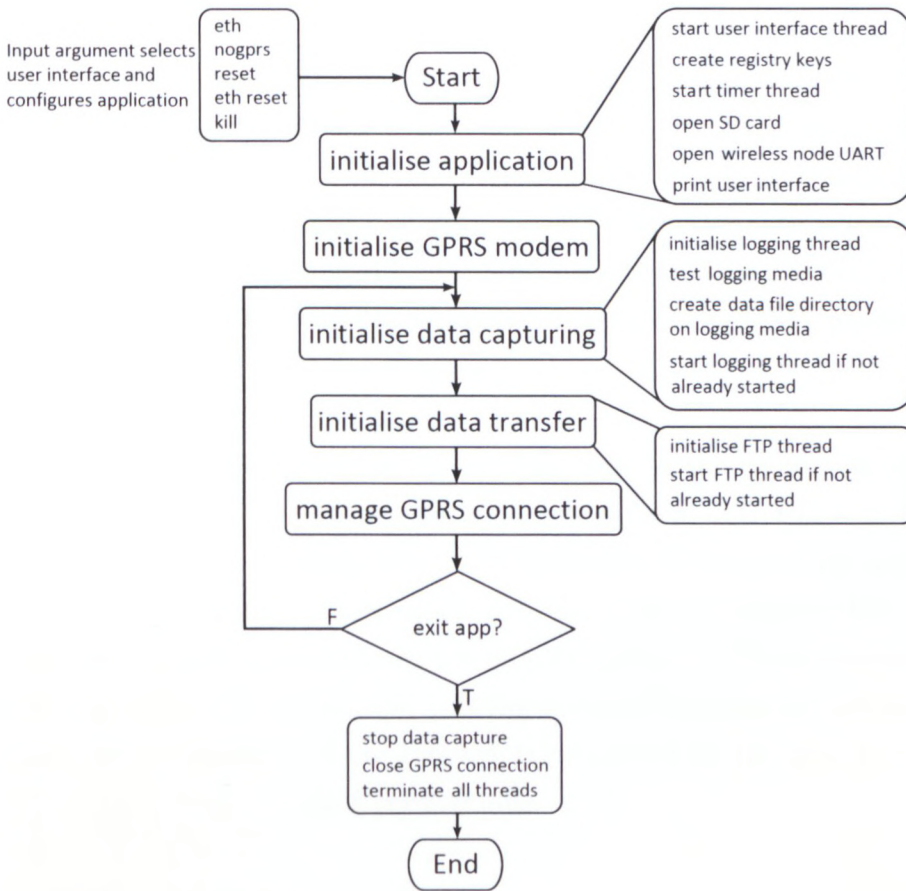 Input argument selects
user interface and
configures application
eth
nogprs
reset
eth reset
kill
Start
start user interface thread
create registry keys
start timer thread
open SD card
open wireless node UART
print user interface
initialise application
initialise GPRS modem
initialise logging thread
test logging media
create data file directory
on logging media
start logging thread if not
already started
initialise data capturing
initialise data transfer
initialise FTP thread
start FTP thread if not
already started
manage GPRS connection
exit app?
F
T
stop data capture
close GPRS connection
terminate all threads
End